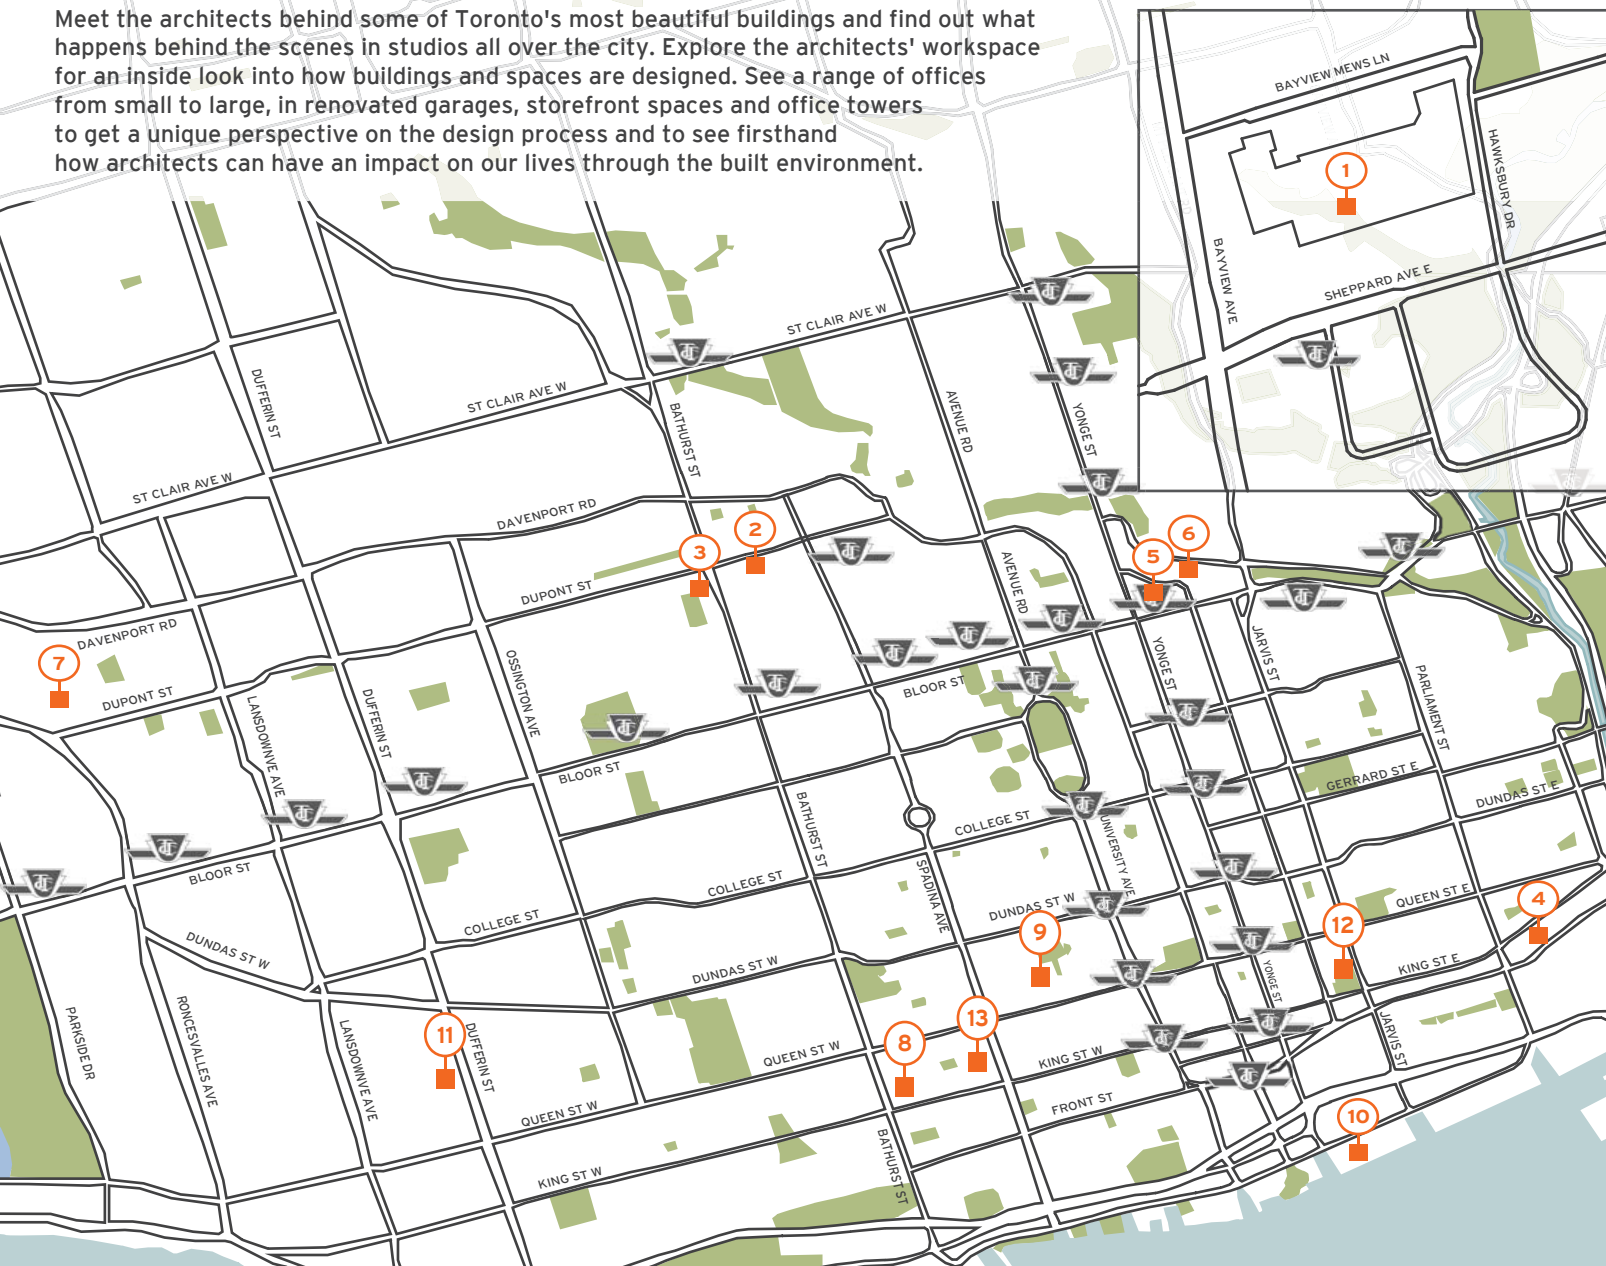 Meet the architects behind some of Toronto's most beautiful buildings and find out what
happens behind the scenes in studios all over the city. Explore the architects' workspace
for an inside look into how buildings and spaces are designed. See a range of offices
from small to large, in renovated garages, storefront spaces and office towers
to get a unique perspective on the design process and to see firsthand
how architects can have an impact on our lives through the built environment.
BAYVIEW MEWS LN
HAWKSBURY DR
1
BAYVIEW AVE
SHEPPARD AVE E
ST CLAIR AVE W
DUFFERIN ST
ST CLAIR AVE W
BATHURST ST
AVENUE RD
YONGE ST
ST CLAIR AVE W
DAVENPORT RD
2
3
6
5
DUPONT ST
AVENUE RD
DAVENPORT RD
7
DUPONT ST
OSSINGTON AVE
YONGE ST
JARVIS ST
PARLIAMENT ST
LANSDOWNVE AVE
DUFFERIN ST
BLOOR ST
BLOOR ST
GERRARD ST E
DUNDAS ST E
BATHURST ST
COLLEGE ST
UNIVERSITY AVE
BLOOR ST
COLLEGE ST
SPADINA AVE
DUNDAS ST W
QUEEN ST E
4
12
9
COLLEGE ST
DUNDAS ST W
DUNDAS ST W
KING ST E
YONGE ST
PARKSIDE DR
RONCESVALLES AVE
LANSDOWNVE AVE
11
DUFFERIN ST
13
8
QUEEN ST W
KING ST W
JARVIS ST
QUEEN ST W
FRONT ST
10
KING ST W
BATHURST ST